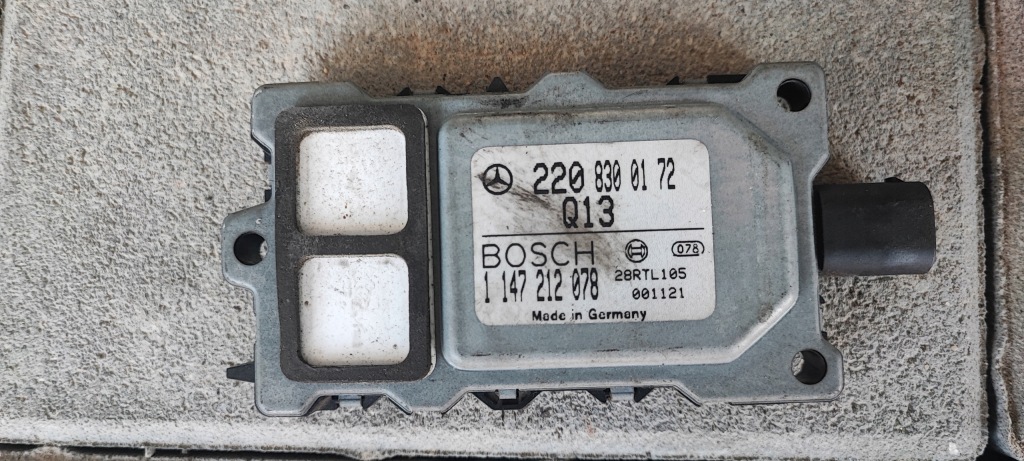 220 830 01 72
Q13
BOSCH 078
1 147 212 078 28RTL105
001121
Made in Germany